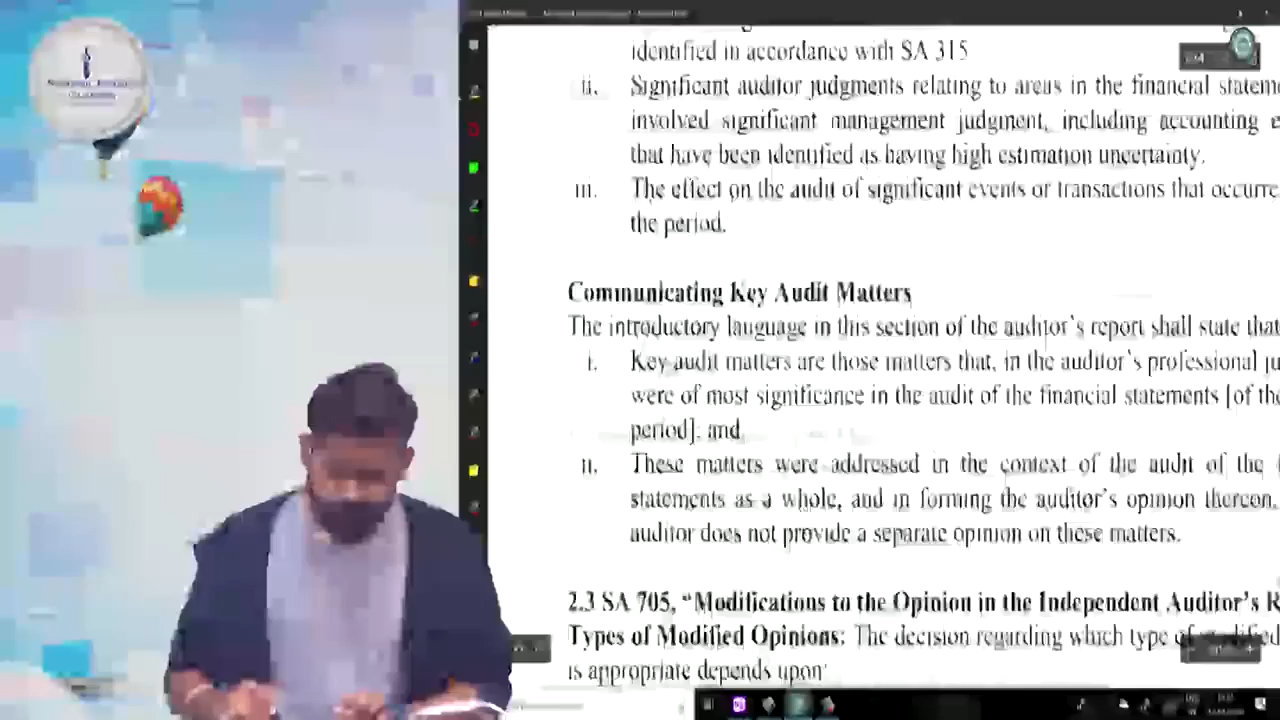 identified in accordance with SA 315
ii. Significant auditor judgments relating to areas in the financial
involved significant management judgment, including accounting
that have been identified as having high estimation uncertainty.
iii. The effect on the audit of significant events or transactions that
the period.
Communicating Key Audit Matters
The introductory language in this section of the auditor's report shall state that
i. Key audit matters are those matters that, in the auditor's professional
were of most significance in the audit of the financial statements [of the
period]; and
ii. These matters were addressed in the context of the audit of the
statements as a whole, and in forming the auditor's opinion thereon,
auditor does not provide a separate opinion on these matters.
2.3 SA 705, "Modifications to the Opinion in the Independent Auditor's
Types of Modified Opinions: The decision regarding which type of
is appropriate depends upon